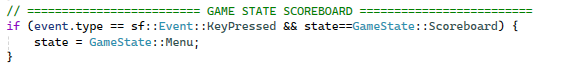 // ======================== GAME STATE SCOREBOARD ========================
if (event.type == sf::Event::KeyPressed && state==GameState::Scoreboard) {
    state = GameState::Menu;
}